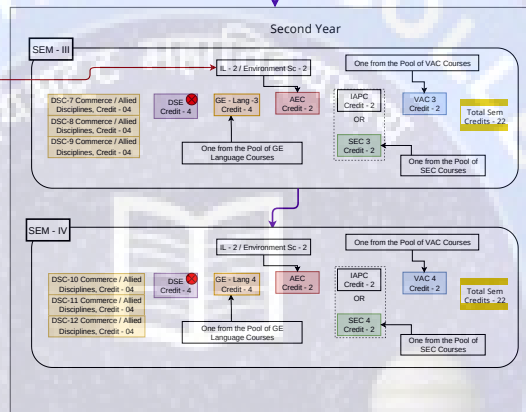 Second Year
SEM - III
IL - 2 / Environment Sc - 2
One from the Pool of VAC Courses
DSC-7 Commerce / Allied
Disciplines, Credit - 04
DSC-8 Commerce / Allied
Disciplines, Credit - 04
DSC-9 Commerce / Allied
Disciplines, Credit - 04
DSE
Credit - 4
GE - Lang -3
Credit - 4
AEC
Credit - 2
IAPC
Credit - 2
OR
SEC 3
Credit - 2
VAC 3
Credit - 2
Total Sem
Credits - 22
One from the Pool of GE
Language Courses
One from the Pool of
SEC Courses
SEM - IV
IL - 2 / Environment Sc - 2
One from the Pool of VAC Courses
DSC-10 Commerce / Allied
Disciplines, Credit - 04
DSC-11 Commerce / Allied
Disciplines, Credit - 04
DSC-12 Commerce / Allied
Disciplines, Credit - 04
DSE
Credit - 4
GE - Lang 4
Credit - 4
AEC
Credit - 2
IAPC
Credit - 2
OR
SEC 4
Credit - 2
VAC 4
Credit - 2
Total Sem
Credits - 22
One from the Pool of GE
Language Courses
One from the Pool of
SEC Courses